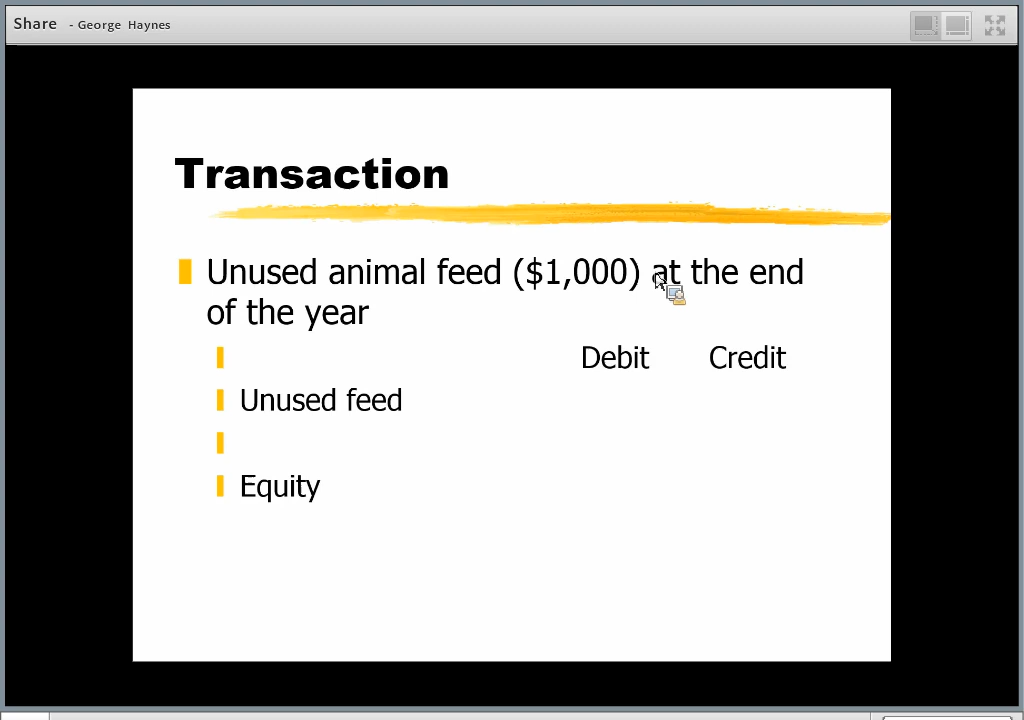 Share - George Haynes
Transaction
Unused animal feed ($1,000) at the end
of the year
Debit Credit
Unused feed
Equity